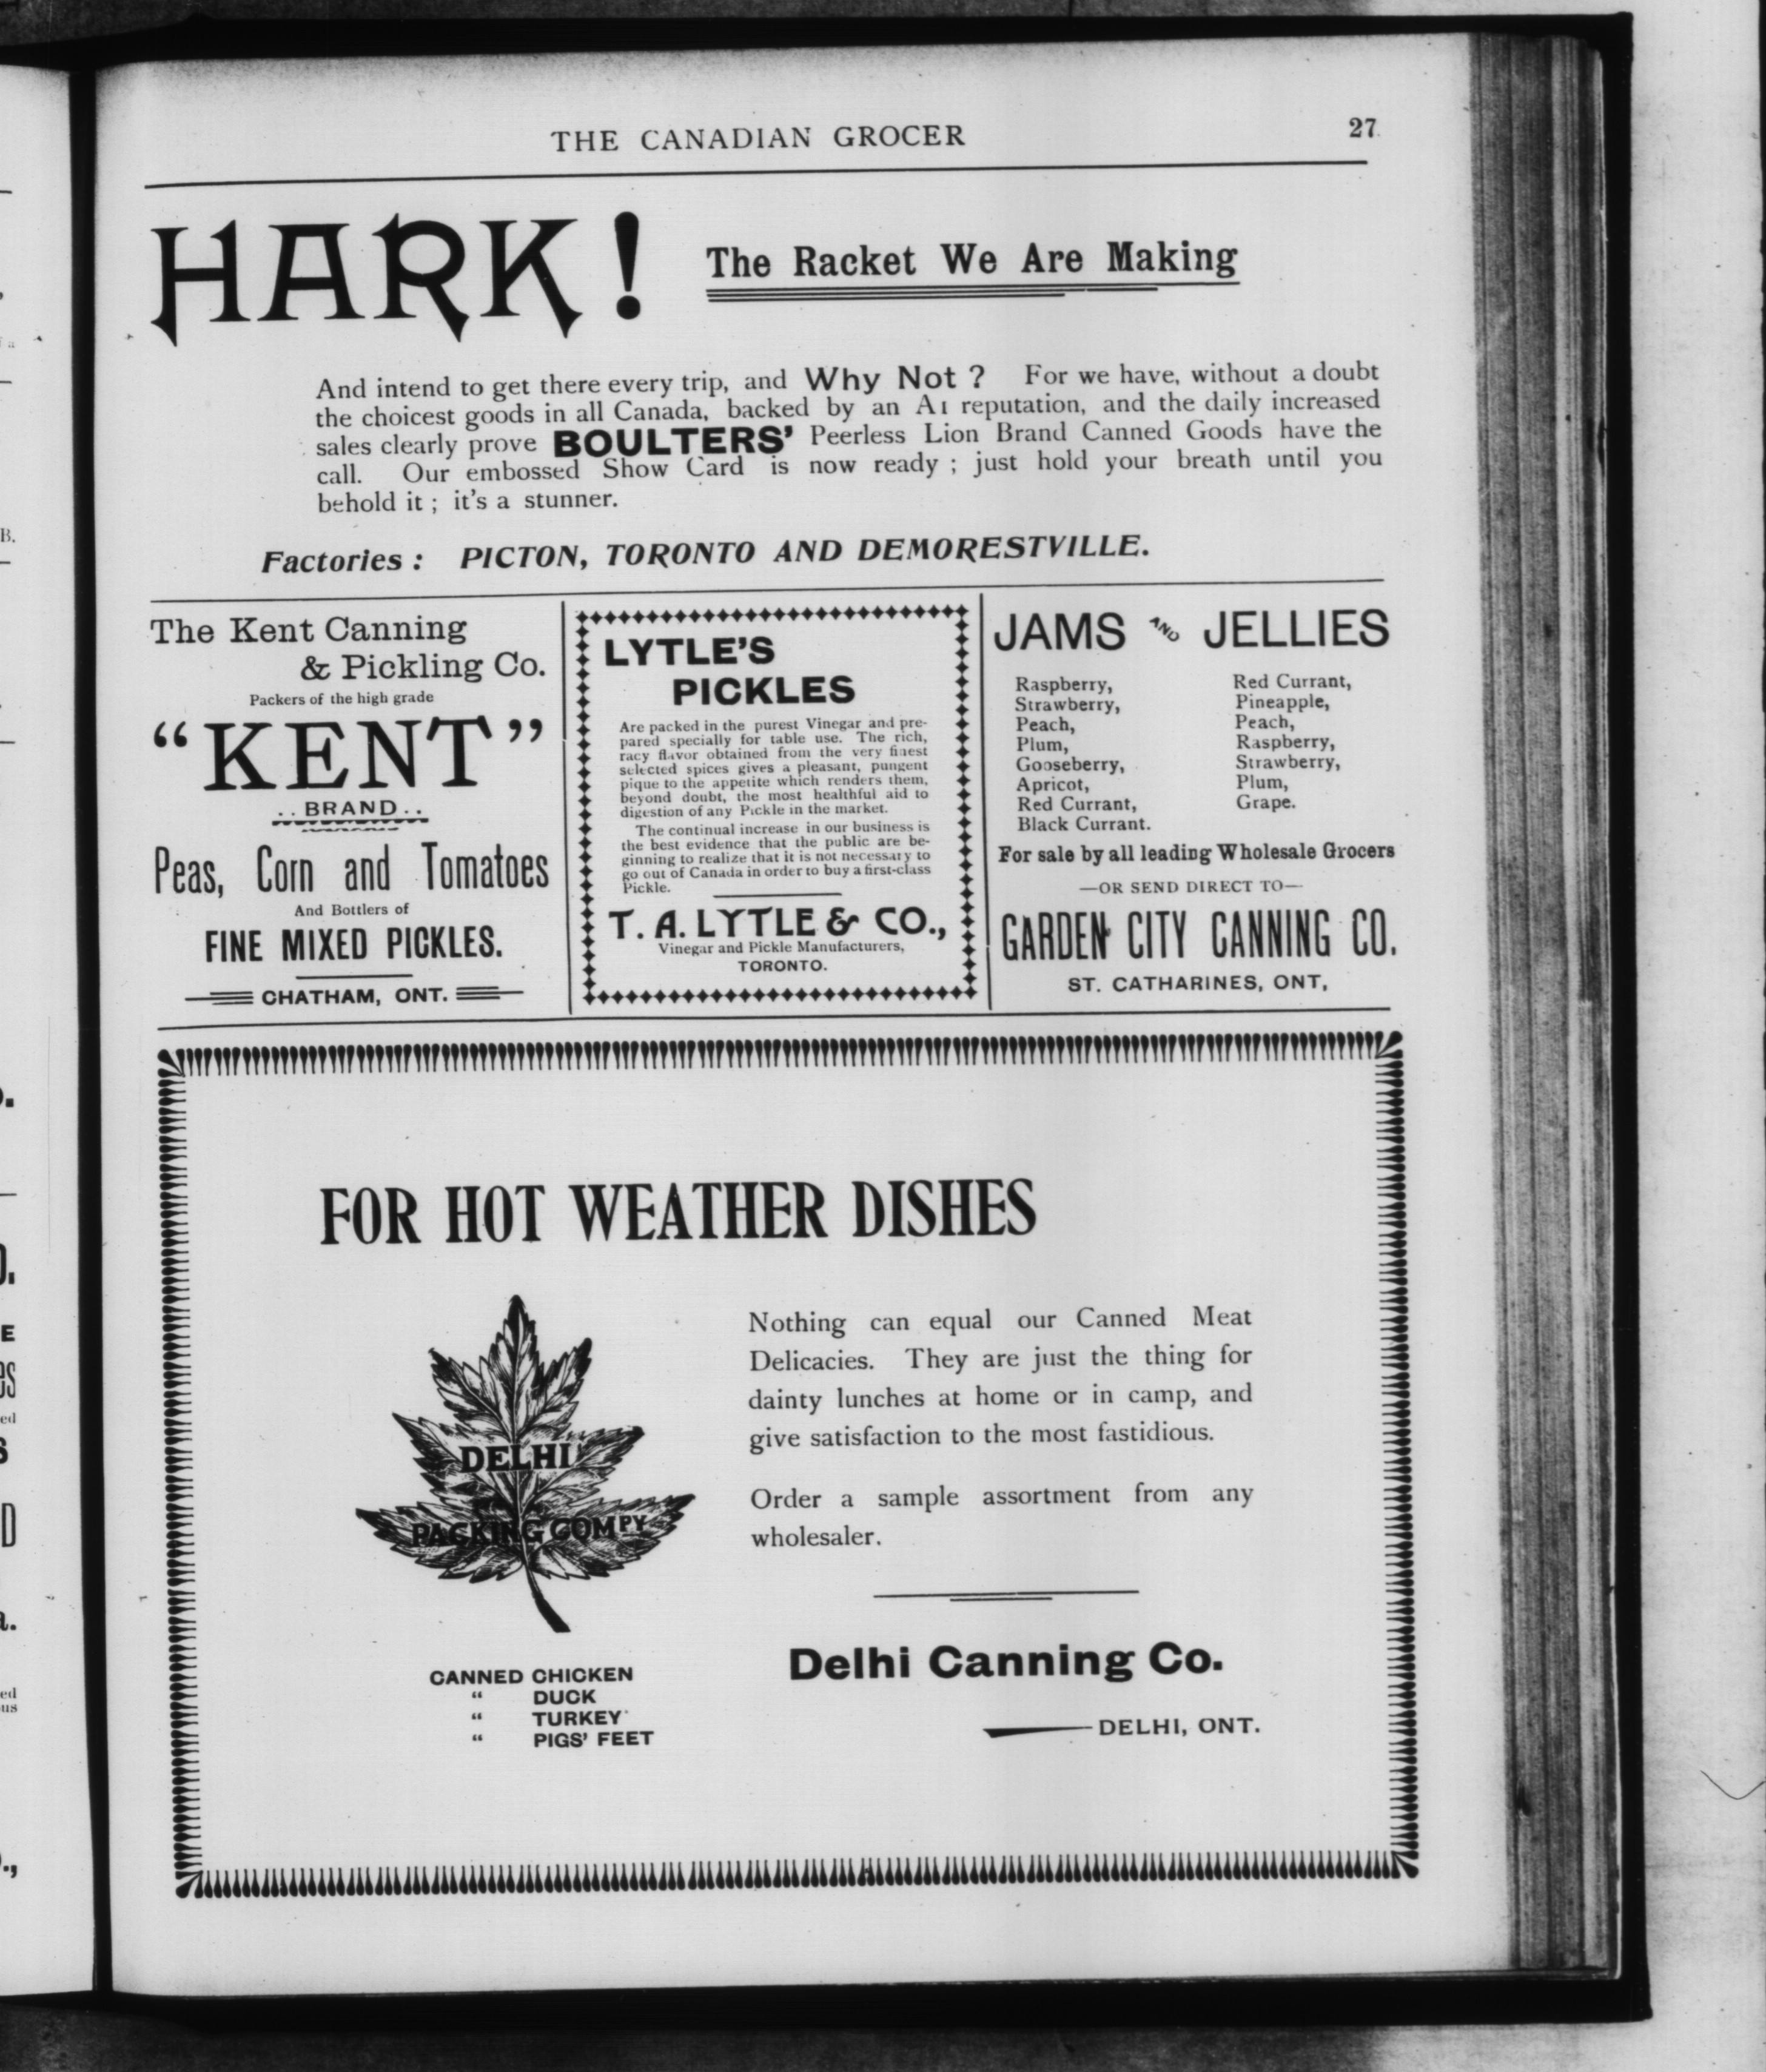 THE CANADIAN GROCER
27
HARK!
The Racket We Are Making
And intend to get there every trip, and Why Not ? For we have, without a doubt
the choicest goods in all Canada, backed by an A1 reputation, and the daily increased
sales clearly prove BOULTERS' Peerless Lion Brand Canned Goods have the
call. Our embossed Show Card is now ready ; just hold your breath until you
behold it ; it's a stunner.
Factories : PICTON, TORONTO AND DEMORESTVILLE.
The Kent Canning
& Pickling Co.
Packers of the high grade
“KENT”
. . BRAND . .
Peas, Corn and Tomatoes
And Bottlers of
FINE MIXED PICKLES.
CHATHAM, ONT.
LYTLE'S
PICKLES
Are packed in the purest Vinegar and pre-
pared specially for table use. The rich,
racy flavor obtained from the very finest
selected spices gives a pleasant, pungent
pique to the appetite which renders them,
beyond doubt, the most healthful aid to
digestion of any Pickle in the market.
The continual increase in our business is
the best evidence that the public are be-
ginning to realize that it is not necessary to
go out of Canada in order to buy a first-class
Pickle.
T. A. LYTLE & CO.,
Vinegar and Pickle Manufacturers,
TORONTO.
JAMS AND JELLIES
Raspberry,
Strawberry,
Peach,
Plum,
Gooseberry,
Apricot,
Red Currant,
Black Currant.
Red Currant,
Pineapple,
Peach,
Raspberry,
Strawberry,
Plum,
Grape.
For sale by all leading Wholesale Grocers
—OR SEND DIRECT TO—
GARDEN CITY CANNING CO.
ST. CATHARINES, ONT,
FOR HOT WEATHER DISHES
DELHI
PACKING COMPY
Nothing can equal our Canned Meat
Delicacies. They are just the thing for
dainty lunches at home or in camp, and
give satisfaction to the most fastidious.
Order a sample assortment from any
wholesaler.
CANNED CHICKEN
“ DUCK
“ TURKEY
“ PIGS' FEET
Delhi Canning Co.
DELHI, ONT.